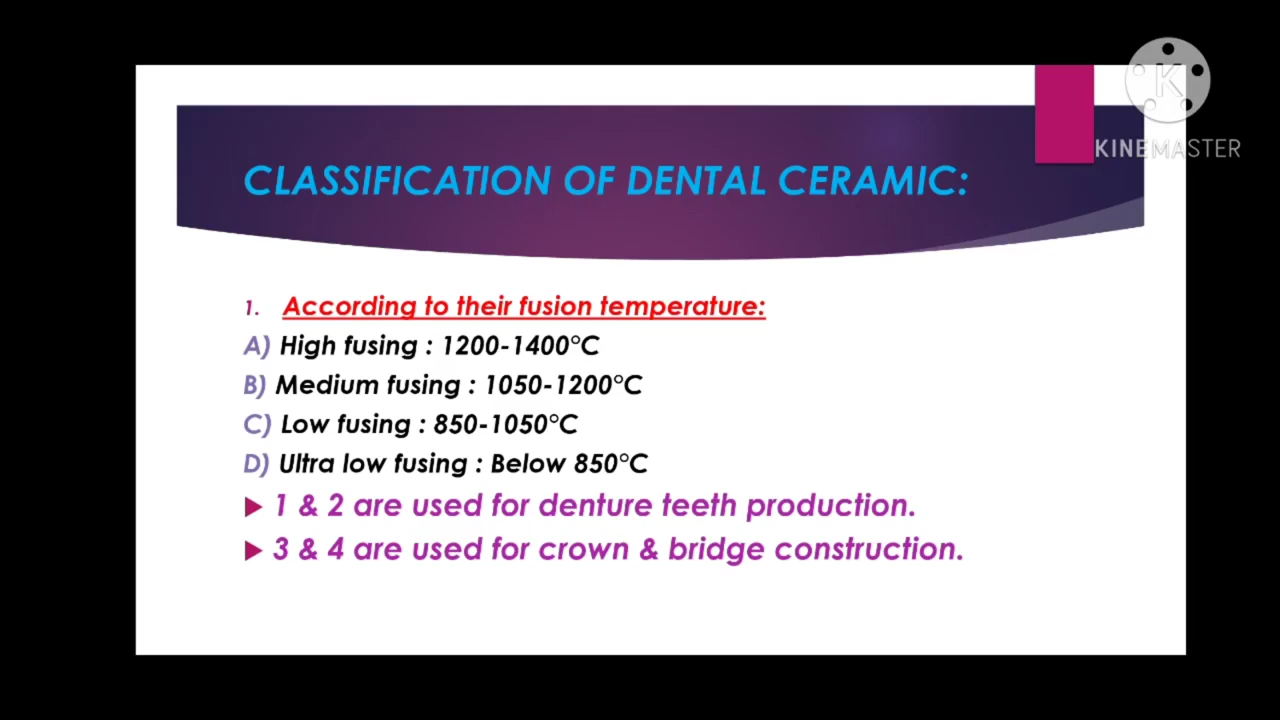 KINEMASTER
CLASSIFICATION OF DENTAL CERAMIC:
1. According to their fusion temperature:
A) High fusing : 1200-1400°C
B) Medium fusing : 1050-1200°C
C) Low fusing : 850-1050°C
D) Ultra low fusing : Below 850°C
1 & 2 are used for denture teeth production.
3 & 4 are used for crown & bridge construction.